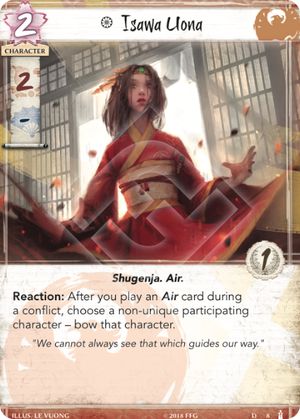 2
Isawa Uona
CHARACTER
2
-
1
Shugenja. Air.
Reaction: After you play an Air card during
a conflict, choose a non-unique participating
character – bow that character.
"We cannot always see that which guides our way."
ILLUS: LE VUONG
©2018 FFG
D 8